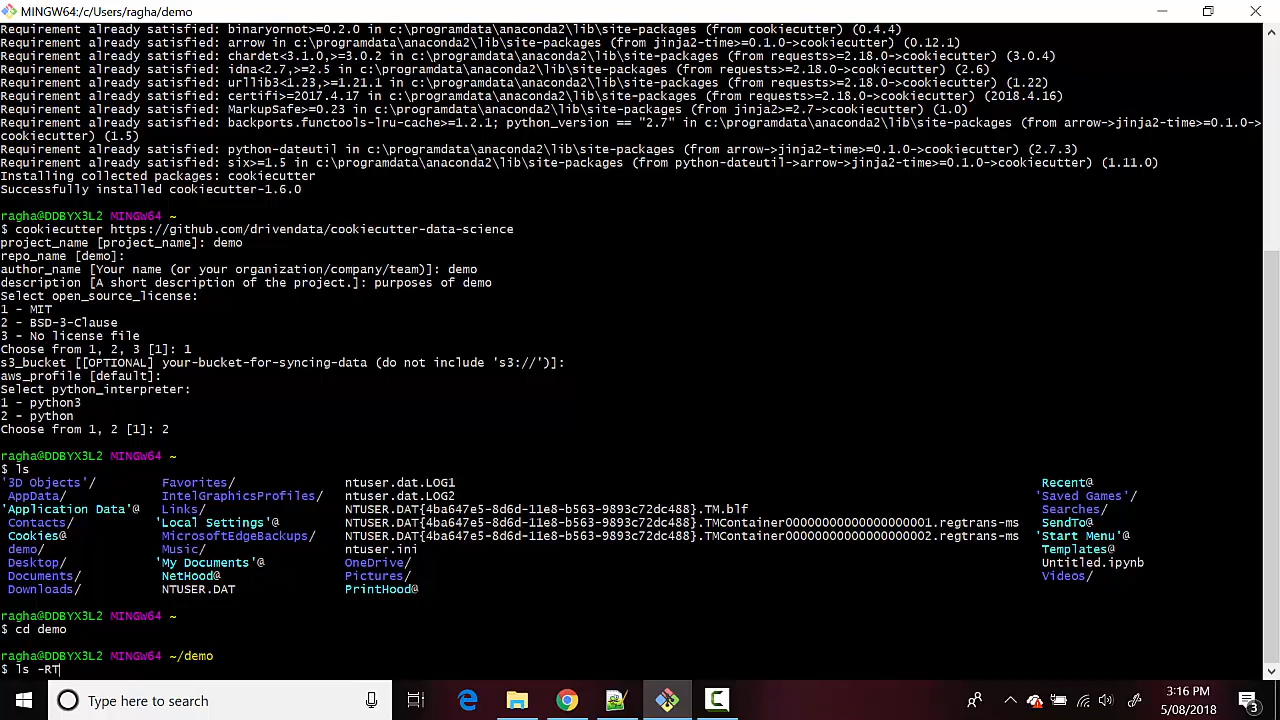 MINGW64:/c/Users/ragha/demo
Requirement already satisfied: binaryornot>=0.2.0 in c:\programdata\anaconda2\lib\site-packages (from cookiecutter) (0.4.4)
Requirement already satisfied: arrow in c:\programdata\anaconda2\lib\site-packages (from jinja2-time>=0.1.0->cookiecutter) (0.12.1)
Requirement already satisfied: chardet<3.1.0,>=3.0.2 in c:\programdata\anaconda2\lib\site-packages (from requests>=2.18.0->cookiecutter) (3.0.4)
Requirement already satisfied: idna<2.7,>=2.5 in c:\programdata\anaconda2\lib\site-packages (from requests>=2.18.0->cookiecutter) (2.6)
Requirement already satisfied: urllib3<1.23,>=1.21.1 in c:\programdata\anaconda2\lib\site-packages (from requests>=2.18.0->cookiecutter) (1.22)
Requirement already satisfied: certifi>=2017.4.17 in c:\programdata\anaconda2\lib\site-packages (from requests>=2.18.0->cookiecutter) (2018.4.16)
Requirement already satisfied: MarkupSafe>=0.23 in c:\programdata\anaconda2\lib\site-packages (from jinja2>=2.7->cookiecutter) (1.0)
Requirement already satisfied: backports.functools-lru-cache>=1.2.1; python_version == "2.7" in c:\programdata\anaconda2\lib\site-packages (from arrow->jinja2-time>=0.1.0->
cookiecutter) (1.5)
Requirement already satisfied: python-dateutil in c:\programdata\anaconda2\lib\site-packages (from arrow->jinja2-time>=0.1.0->cookiecutter) (2.7.3)
Requirement already satisfied: six>=1.5 in c:\programdata\anaconda2\lib\site-packages (from python-dateutil->arrow->jinja2-time>=0.1.0->cookiecutter) (1.11.0)
Installing collected packages: cookiecutter
Successfully installed cookiecutter-1.6.0
ragha@DDBYX3L2 MINGW64 ~
$ cookiecutter https://github.com/drivendata/cookiecutter-data-science
project_name [project_name]: demo
repo_name [demo]:
author_name [Your name (or your organization/company/team)]: demo
description [A short description of the project.]: purposes of demo
Select open_source_license:
1 - MIT
2 - BSD-3-Clause
3 - No license file
Choose from 1, 2, 3 [1]: 1
s3_bucket [[OPTIONAL] your-bucket-for-syncing-data (do not include 's3://')]:
aws_profile [default]:
Select python_interpreter:
1 - python3
2 - python
Choose from 1, 2 [1]: 2
ragha@DDBYX3L2 MINGW64 ~
$ ls
'3D Objects'/ Favorites/ ntuser.dat.LOG1 Recent@
AppData/ IntelGraphicsProfiles/ ntuser.dat.LOG2 'Saved Games'/
'Application Data'@ Links/ NTUSER.DAT{4ba647e5-8d6d-11e8-b563-9893c72dc488}.TM.blf Searches/
Contacts/ 'Local Settings'@ NTUSER.DAT{4ba647e5-8d6d-11e8-b563-9893c72dc488}.TMContainer00000000000000000001.regtrans-ms SendTo@
Cookies@ MicrosoftEdgeBackups/ NTUSER.DAT{4ba647e5-8d6d-11e8-b563-9893c72dc488}.TMContainer00000000000000000002.regtrans-ms 'Start Menu'@
demo/ Music/ ntuser.ini Templates@
Desktop/ 'My Documents'@ OneDrive/ Untitled.ipynb
Documents/ NetHood@ Pictures/ Videos/
Downloads/ NTUSER.DAT PrintHood@
ragha@DDBYX3L2 MINGW64 ~
$ cd demo
ragha@DDBYX3L2 MINGW64 ~/demo
$ ls -RT
Type here to search
3:16 PM
5/08/2018
3